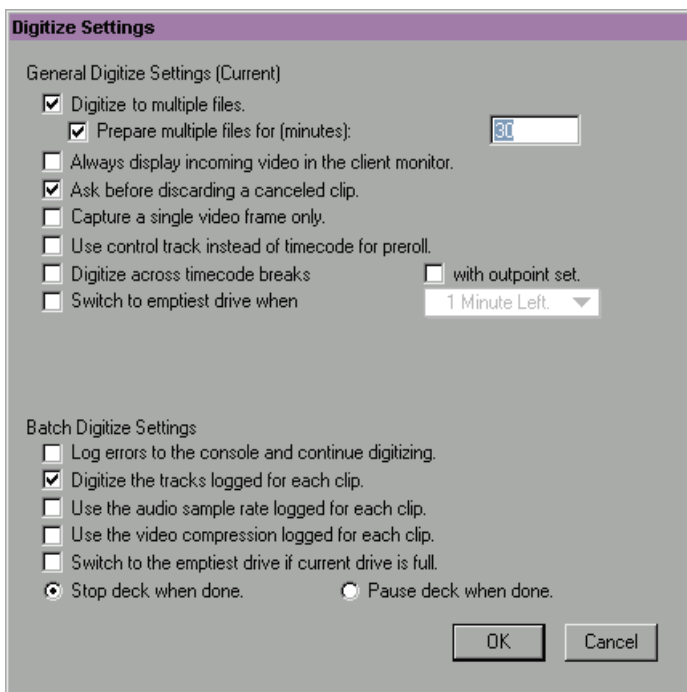 Digitize Settings
General Digitize Settings (Current)
Digitize to multiple files.
Prepare multiple files for (minutes): 30
Always display incoming video in the client monitor.
Ask before discarding a canceled clip.
Capture a single video frame only.
Use control track instead of timecode for preroll.
Digitize across timecode breaks with outpoint set.
Switch to emptiest drive when 1 Minute Left.
Batch Digitize Settings
Log errors to the console and continue digitizing.
Digitize the tracks logged for each clip.
Use the audio sample rate logged for each clip.
Use the video compression logged for each clip.
Switch to the emptiest drive if current drive is full.
Stop deck when done. Pause deck when done.
OK Cancel